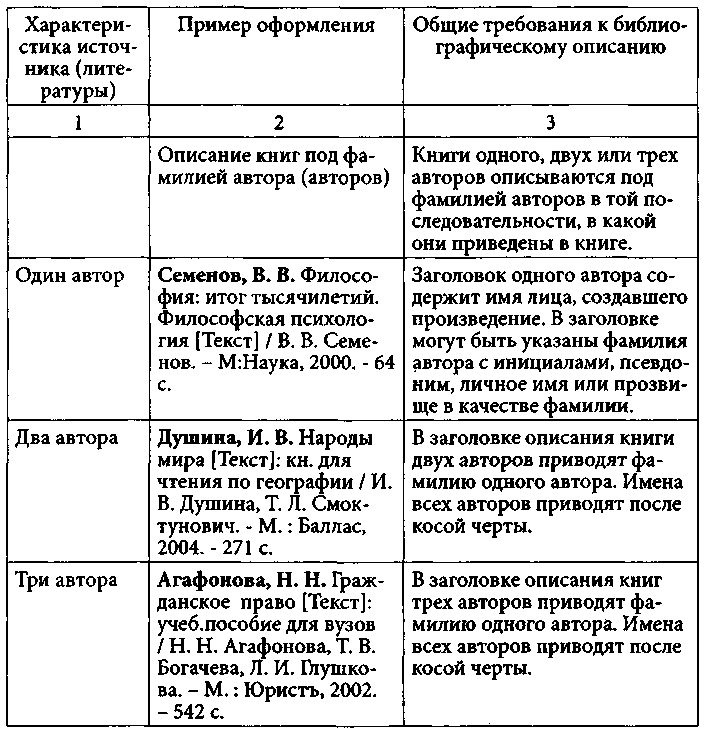 Характери-
стика источ-
ника (лите-
ратуры)
Пример оформления
Общие требования к библио-
графическому описанию
1
2
3
Описание книг под фа-
милией автора (авторов)
Книги одного, двух или трех
авторов описываются под
фамилией авторов в той по-
следовательности, в какой
они приведены в книге.
Один автор
Семенов, В. В. Филосо-
фия: итог тысячилетий.
Философская психоло-
гия [Текст] / В. В. Семе-
нов. – М:Наука, 2000. - 64
с.
Заголовок одного автора со-
держит имя лица, создавшего
произведение. В заголовке
могут быть указаны фамилия
автора с инициалами, псевдо-
ним, личное имя или прозви-
ще в качестве фамилии.
Два автора
Душина, И. В. Народы
мира [Текст]: кн. для
чтения по географии / И.
В. Душина, Т. Л. Смок-
тунович. - М. : Баллас,
2004. - 271 с.
В заголовке описания книги
двух авторов приводят фа-
милию одного автора. Имена
всех авторов приводят после
косой черты.
Три автора
Агафонова, Н. Н. Граж-
данское право [Текст]:
учеб.пособие для вузов
/ Н. Н. Агафонова, Т. В.
Богачева, Л. И. Глушко-
ва. – М. : Юристъ, 2002.
– 542 с.
В заголовке описания книг
трех авторов приводят фа-
милию одного автора. Имена
всех авторов приводят после
косой черты.